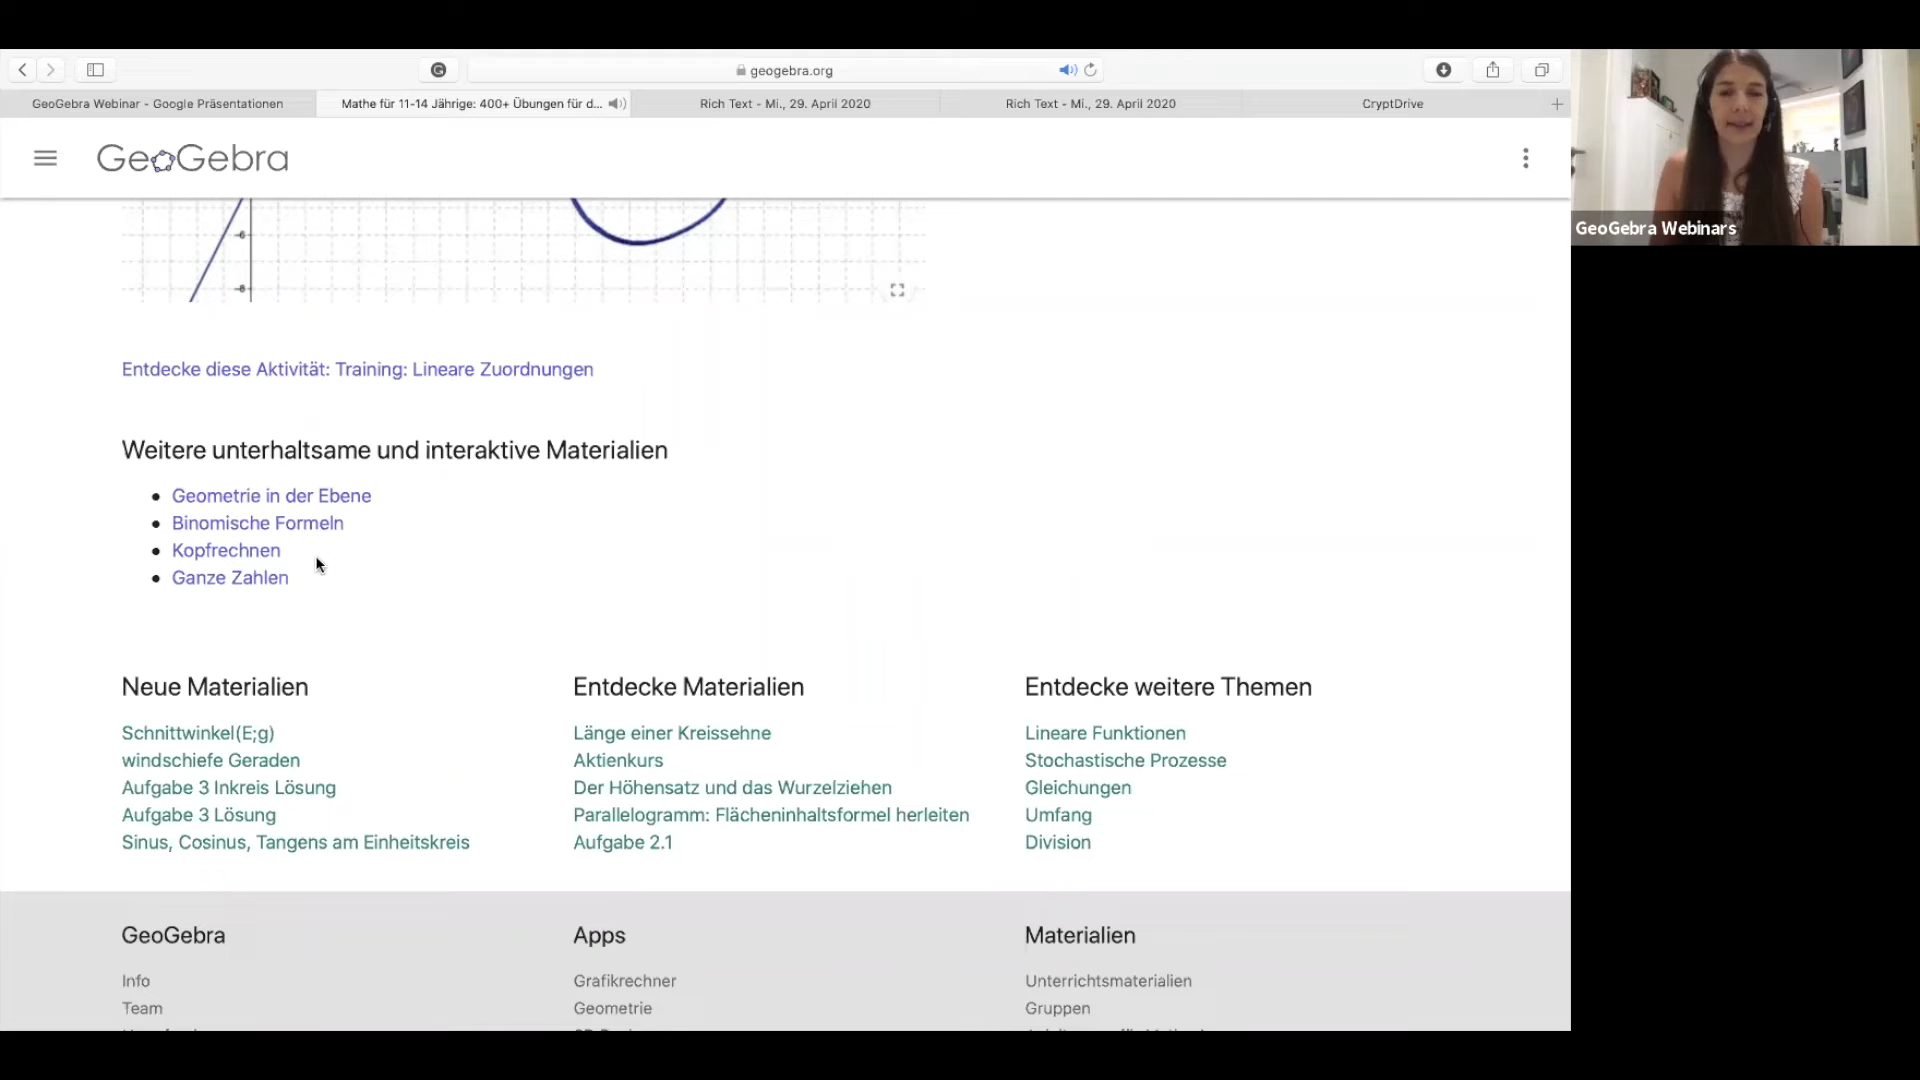 geogebra.org
GeoGebra Webinar - Google Präsentationen
Mathe für 11-14 Jährige: 400+ Übungen für d...
Rich Text - Mi., 29. April 2020
Rich Text - Mi., 29. April 2020
CryptDrive
GeoGebra
GeoGebra Webinars
-6
-8
Entdecke diese Aktivität: Training: Lineare Zuordnungen
Weitere unterhaltsame und interaktive Materialien
Geometrie in der Ebene
Binomische Formeln
Kopfrechnen
Ganze Zahlen
Neue Materialien
Schnittwinkel(E;g)
windschiefe Geraden
Aufgabe 3 Inkreis Lösung
Aufgabe 3 Lösung
Sinus, Cosinus, Tangens am Einheitskreis
Entdecke Materialien
Länge einer Kreissehne
Aktienkurs
Der Höhensatz und das Wurzelziehen
Parallelogramm: Flächeninhaltsformel herleiten
Aufgabe 2.1
Entdecke weitere Themen
Lineare Funktionen
Stochastische Prozesse
Gleichungen
Umfang
Division
GeoGebra
Info
Team
Apps
Grafikrechner
Geometrie
Materialien
Unterrichtsmaterialien
Gruppen